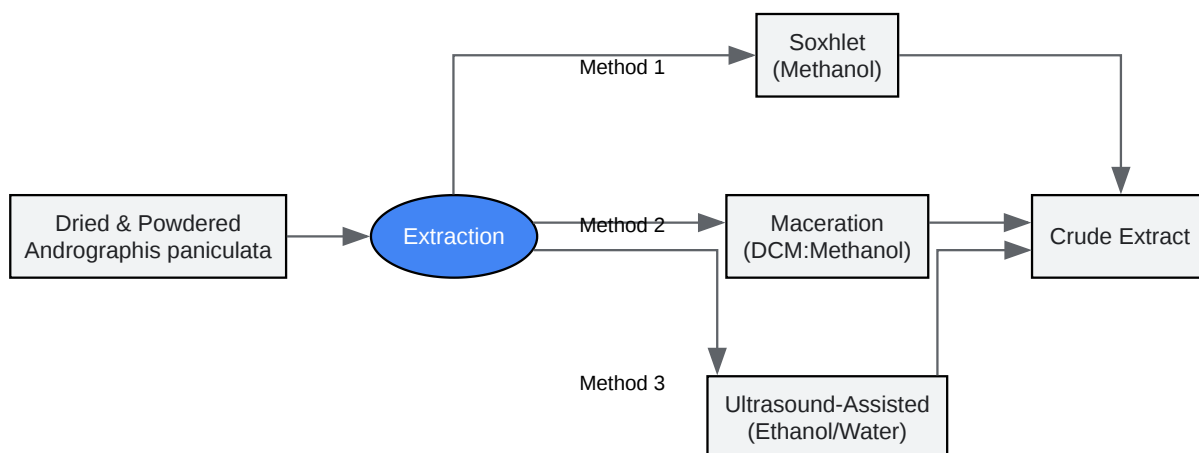 Soxhlet
(Methanol)
Method 1
Dried & Powdered
Andrographis paniculata
Extraction
Method 2
Maceration
(DCM:Methanol)
Crude Extract
Method 3
Ultrasound-Assisted
(Ethanol/Water)